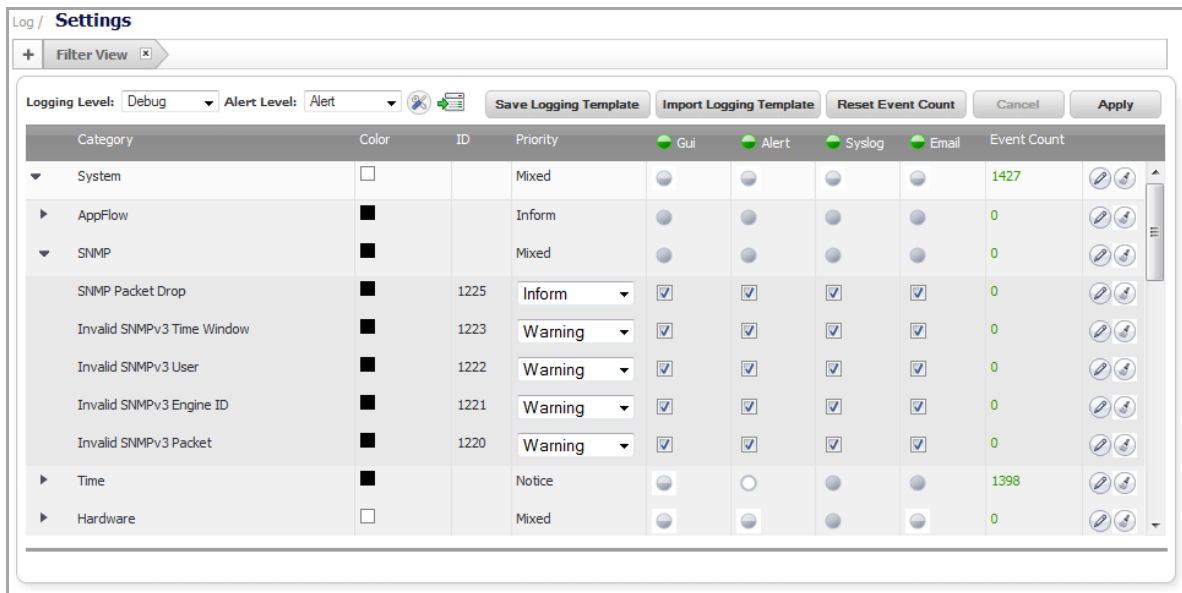 Log / Settings
+ Filter View x
Logging Level: Debug Alert Level: Alert Save Logging Template Import Logging Template Reset Event Count Cancel Apply
Category Color ID Priority Gui Alert Syslog Email Event Count
System Mixed 1427
AppFlow Inform 0
SNMP Mixed 0
SNMP Packet Drop 1225 Inform 0
Invalid SNMPv3 Time Window 1223 Warning 0
Invalid SNMPv3 User 1222 Warning 0
Invalid SNMPv3 Engine ID 1221 Warning 0
Invalid SNMPv3 Packet 1220 Warning 0
Time Notice 1398
Hardware Mixed 0